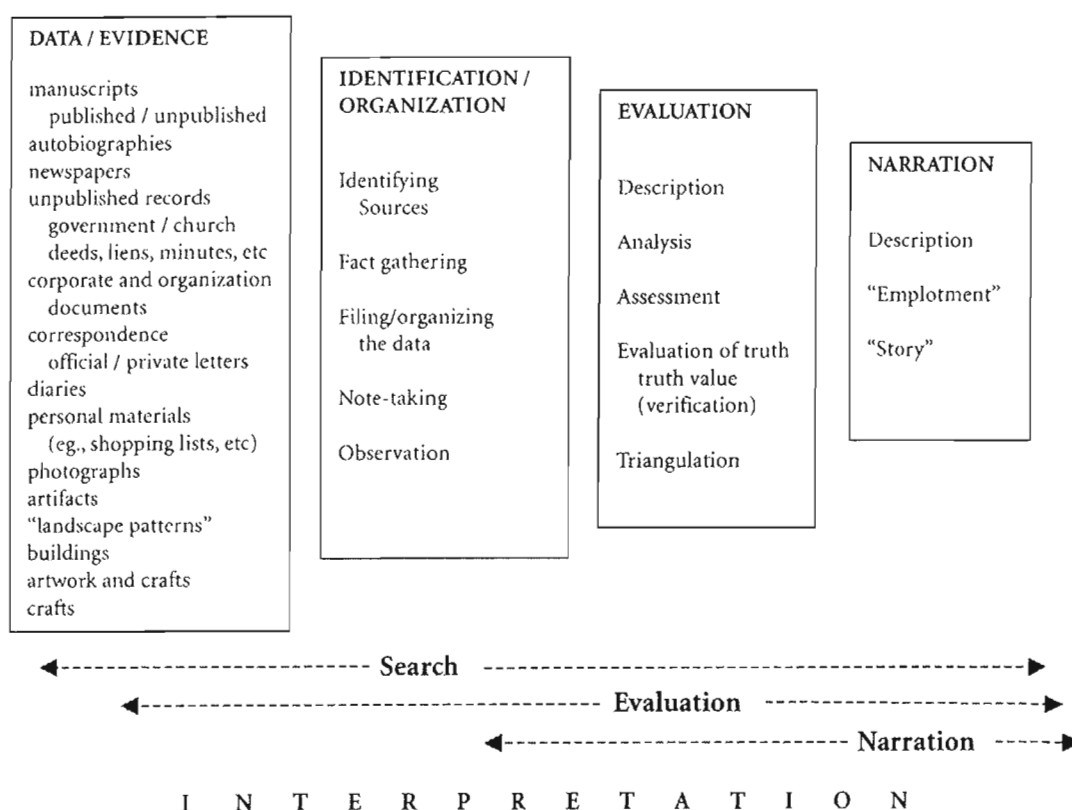 DATA / EVIDENCE
manuscripts
published / unpublished
autobiographies
newspapers
unpublished records
government / church
deeds, liens, minutes, etc
corporate and organization
documents
correspondence
official / private letters
diaries
personal materials
(eg., shopping lists, etc)
photographs
artifacts
“landscape patterns”
buildings
artwork and crafts
crafts
IDENTIFICATION /
ORGANIZATION
Identifying
Sources
Fact gathering
Filing/organizing
the data
Note-taking
Observation
EVALUATION
Description
Analysis
Assessment
Evaluation of truth
truth value
(verification)
Triangulation
NARRATION
Description
“Emplotment”
“Story”
Search
Evaluation
Narration
I N T E R P R E T A T I O N